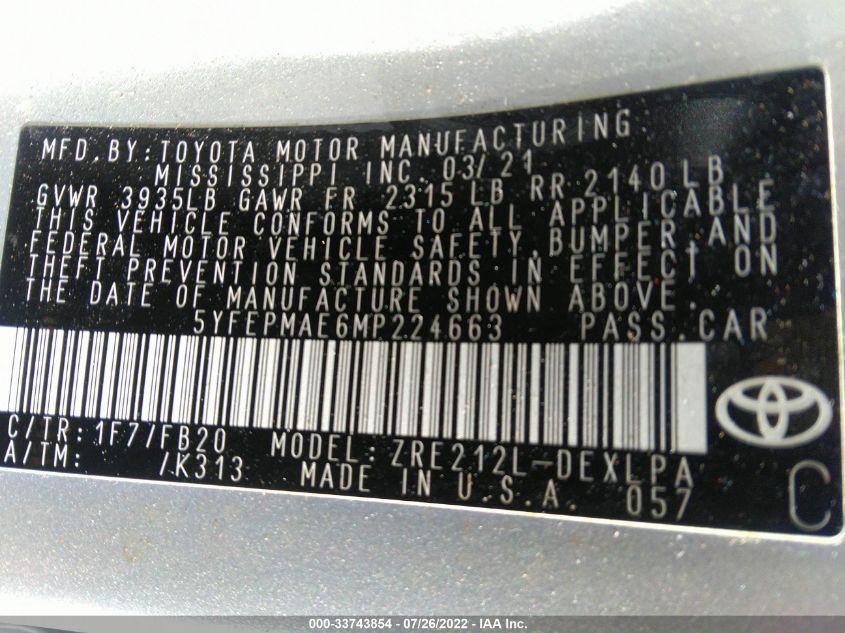 MFD.BY:TOYOTA MOTOR MANUFACTURING
MISSISSIPPI INC. 03/21
GVWR 3935LB GAWR FR 2315 LB RR 2140 LB
THIS VEHICLE CONFORMS TO ALL APPLICABLE
FEDERAL MOTOR VEHICLE SAFETY,BUMPER,AND
THEFT PREVENTION STANDARDS IN EFFECT ON
THE DATE OF MANUFACTURE SHOWN ABOVE.
5YFEPMAE6MP224663 PASS.CAR
C/TR:1F7/FB20 MODEL:ZRE212L-DEXLPA
A/TM: /K313 MADE IN U.S.A. 057
C
000-33743854 - 07/26/2022 - IAA Inc.